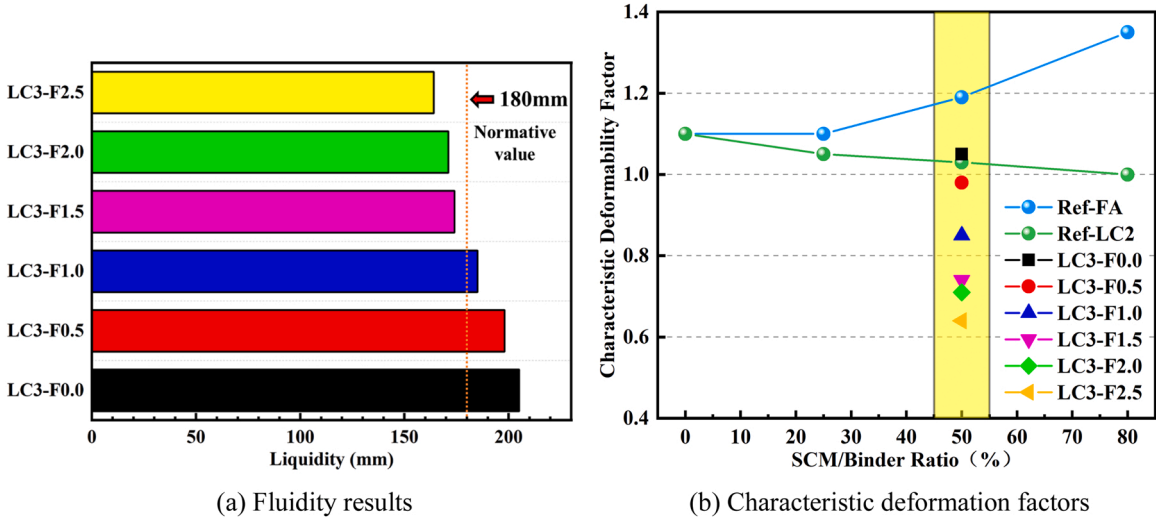 LC3-F2.5
LC3-F2.0
LC3-F1.5
LC3-F1.0
LC3-F0.5
LC3-F0.0
180mm
Normative
value
0
50
100
150
200
Liquidity (mm)
(a) Fluidity results
Characteristic Deformability Factor
1.4
1.2
1.0
0.8
0.6
0.4
Ref-FA
Ref-LC2
LC3-F0.0
LC3-F0.5
LC3-F1.0
LC3-F1.5
LC3-F2.0
LC3-F2.5
0
10
20
30
40
50
60
70
80
SCM/Binder Ratio（%）
(b) Characteristic deformation factors